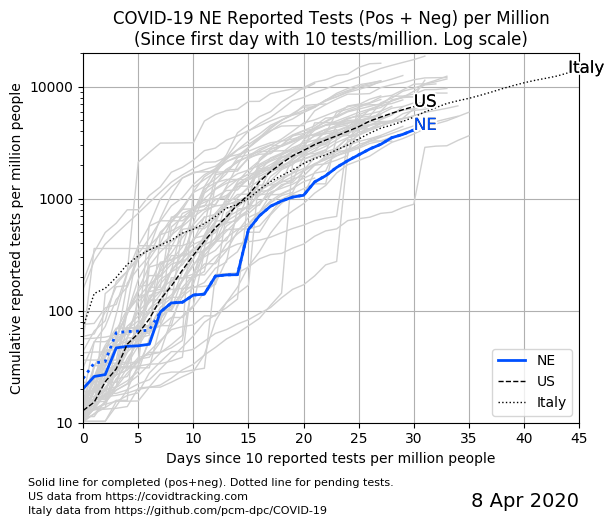 COVID-19 NE Reported Tests (Pos + Neg) per Million
(Since first day with 10 tests/million. Log scale)
Cumulative reported tests per million people
10000
1000
100
10
Italy
US
NE
NE
US
Italy
0 5 10 15 20 25 30 35 40 45
Days since 10 reported tests per million people
Solid line for completed (pos+neg). Dotted line for pending tests.
US data from https://covidtracking.com
Italy data from https://github.com/pcm-dpc/COVID-19
8 Apr 2020